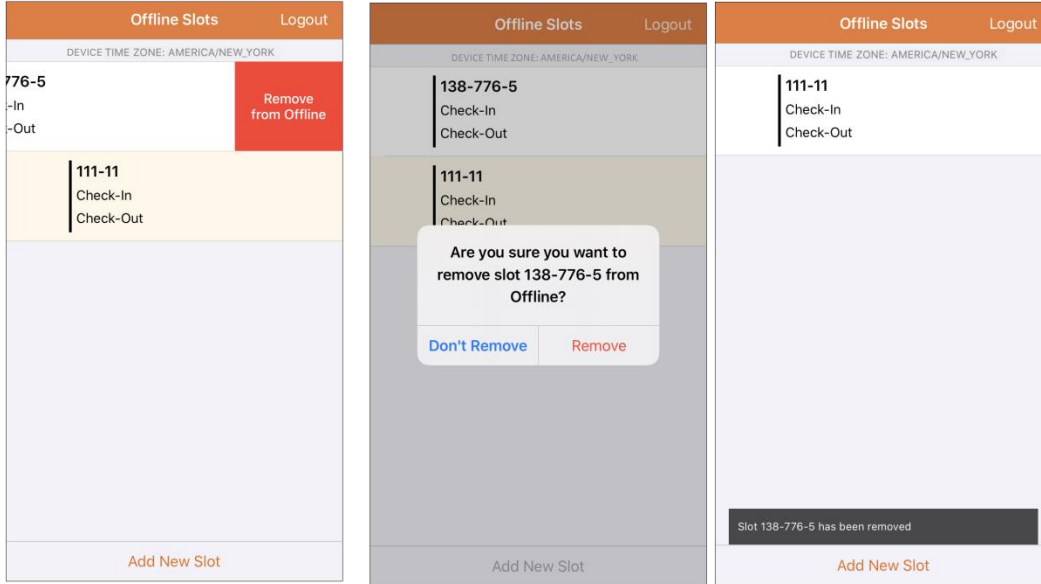 Offline Slots Logout
DEVICE TIME ZONE: AMERICA/NEW_YORK
776-5
-In
-Out
Remove
from Offline
111-11
Check-In
Check-Out
Add New Slot
Offline Slots Logout
DEVICE TIME ZONE: AMERICA/NEW_YORK
138-776-5
Check-In
Check-Out
111-11
Check-In
Check-Out
Are you sure you want to
remove slot 138-776-5 from
Offline?
Don't Remove Remove
Add New Slot
Offline Slots Logout
DEVICE TIME ZONE: AMERICA/NEW_YORK
111-11
Check-In
Check-Out
Slot 138-776-5 has been removed
Add New Slot